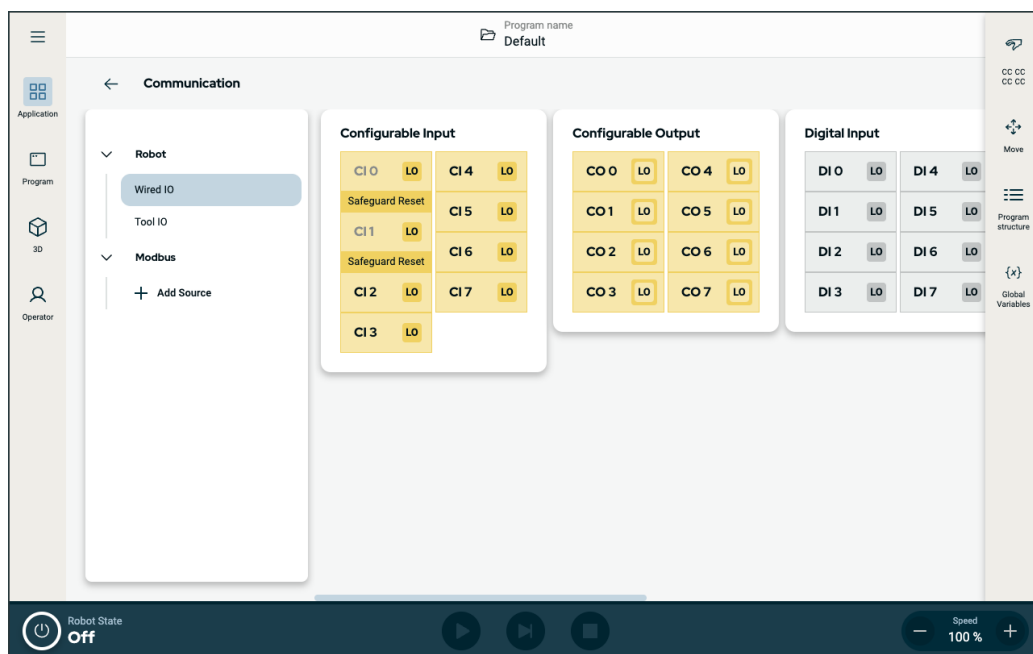 Program name
Default
Application
Program
3D
Operator
Communication
Robot
Wired IO
Tool IO
Modbus
Add Source
Configurable Input
CI 0 LO CI 4 LO
Safeguard Reset
CI 5 LO
CI 1 LO
CI 6 LO
Safeguard Reset
CI 2 LO CI 7 LO
CI 3 LO
Configurable Output
CO 0 LO CO 4 LO
CO 1 LO CO 5 LO
CO 2 LO CO 6 LO
CO 3 LO CO 7 LO
Digital Input
DI 0 LO DI 4 LO
DI 1 LO DI 5 LO
DI 2 LO DI 6 LO
DI 3 LO DI 7 LO
CC CC
CC CC
Move
Program
structure
{x}
Global
Variables
Robot State
Off
Speed
100 %